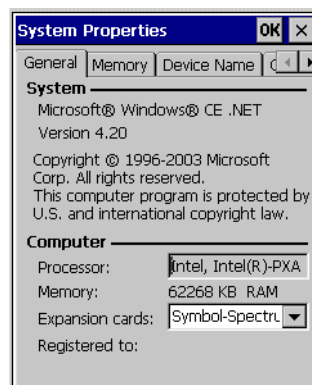 System Properties OK ×
General Memory Device Name
System
Microsoft® Windows® CE .NET
Version 4.20
Copyright © 1996-2003 Microsoft
Corp. All rights reserved.
This computer program is protected by
U.S. and international copyright law.
Computer
Processor: Intel, Intel(R)-PXA
Memory: 62268 KB RAM
Expansion cards: Symbol-Spectru
Registered to: